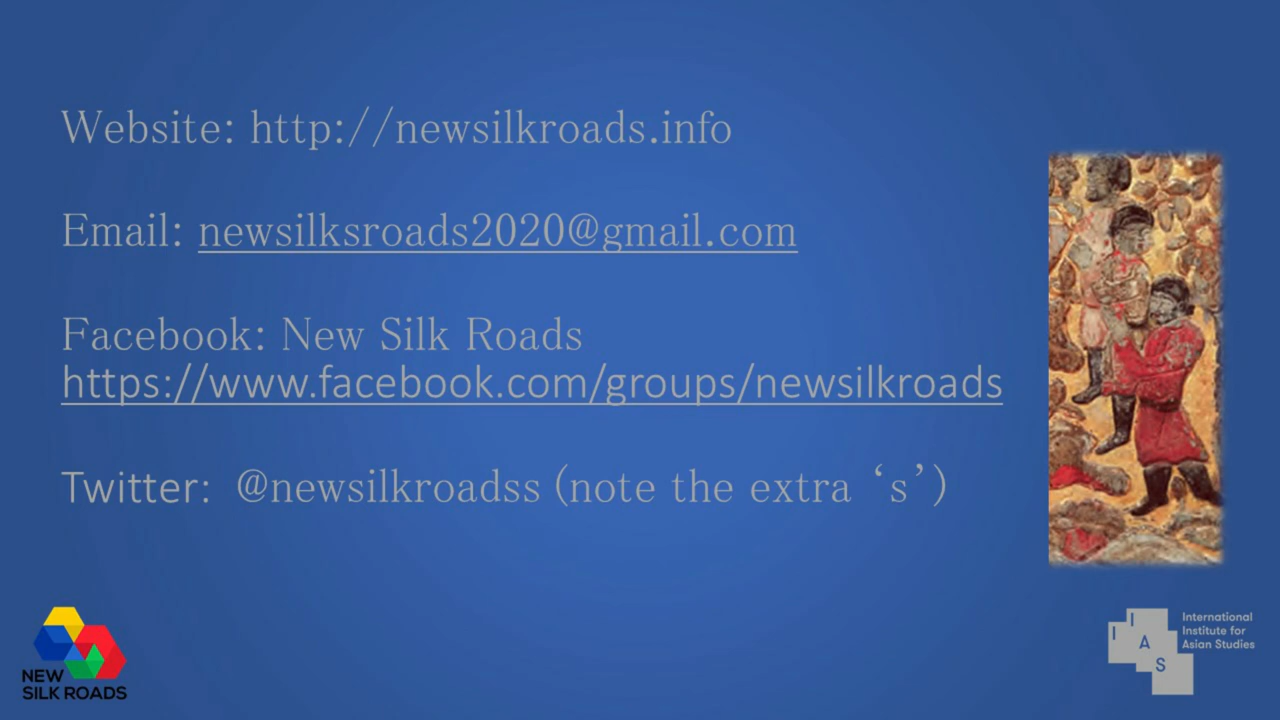 Website: http://newsilkroads.info
Email: newsilksroads2020@gmail.com
Facebook: New Silk Roads
https://www.facebook.com/groups/newsilkroads
Twitter: @newsilkroadss (note the extra ‘s’)
NEW
SILK ROADS
I I A S
International
Institute for
Asian Studies